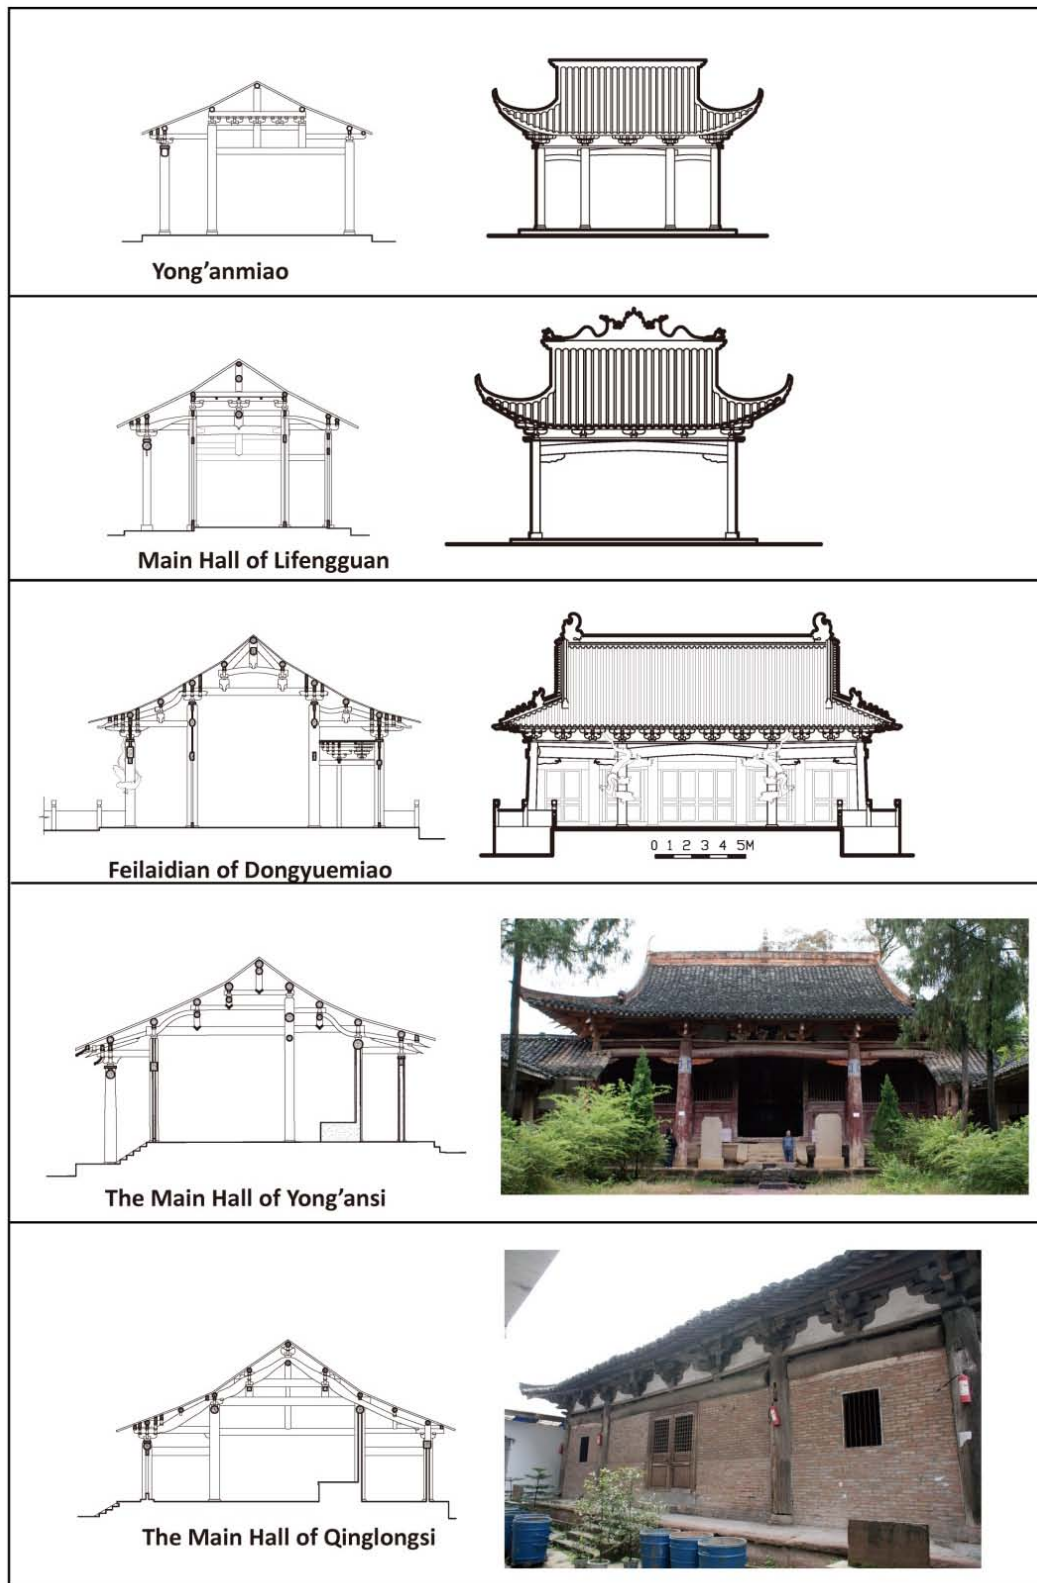 Yong'anmiao
Main Hall of Lifengguan
0 1 2 3 4 5M
Feilaidian of Dongyuemiao
The Main Hall of Yong'ansi
The Main Hall of Qinglongsi